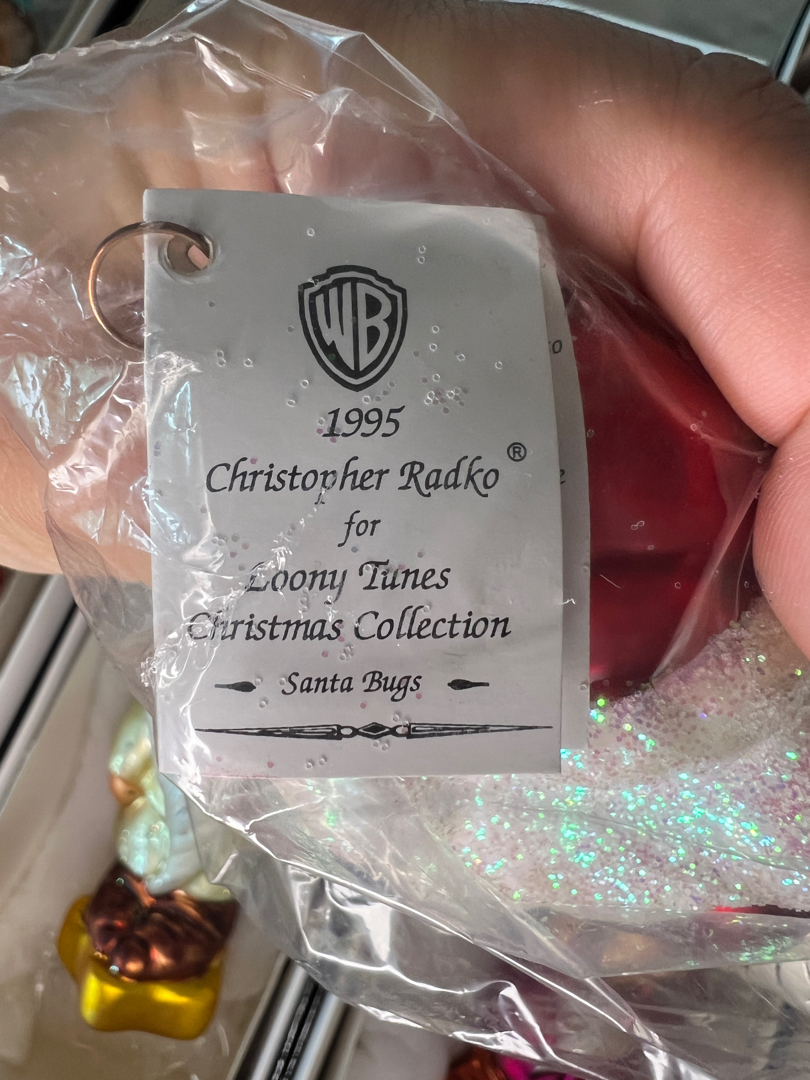 WB
1995
Christopher Radko®
for
Loony Tunes
Christmas Collection
Santa Bugs